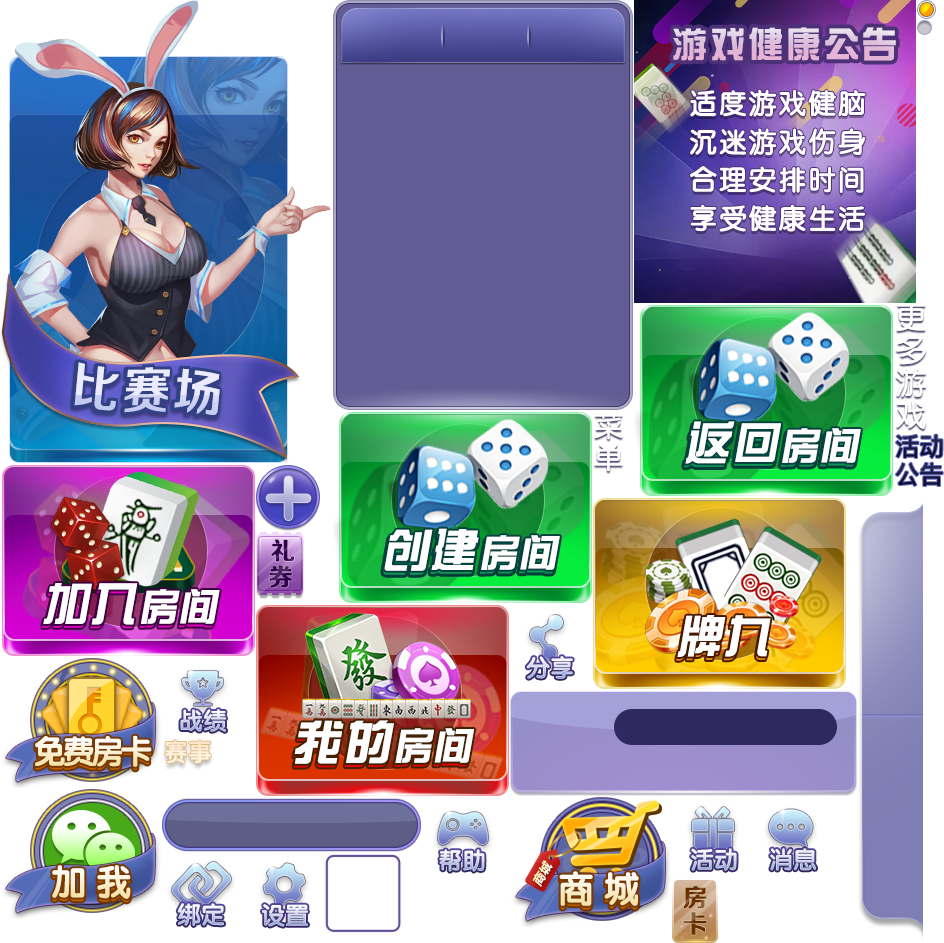 游戏健康公告
适度游戏健脑
沉迷游戏伤身
合理安排时间
享受健康生活
比赛场
更多游戏
返回房间
菜单
活动
公告
加入房间
礼券
创建房间
牌九
發
我的房间
分享
战绩
免费房卡
赛事
加我
绑定
设置
帮助
商城
商城
活动
消息
房卡